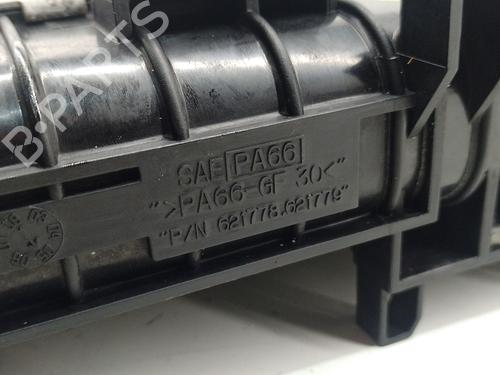 B-PARTS
SAE PA66
">PA66-GF 30<"
"P/N 621778.621779"